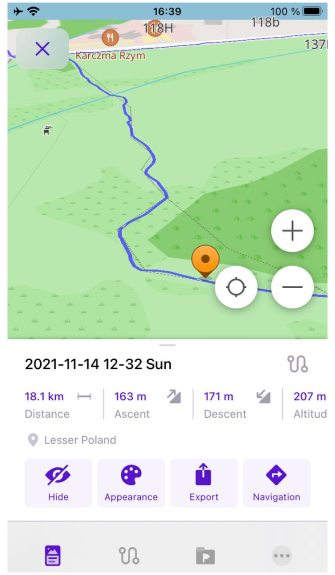 16:39
100 %
118H
118b
137
Karczma Rzym
2021-11-14 12-32 Sun
18.1 km
163 m
171 m
207 m
Distance
Ascent
Descent
Altitud
Lesser Poland
Hide
Appearance
Export
Navigation